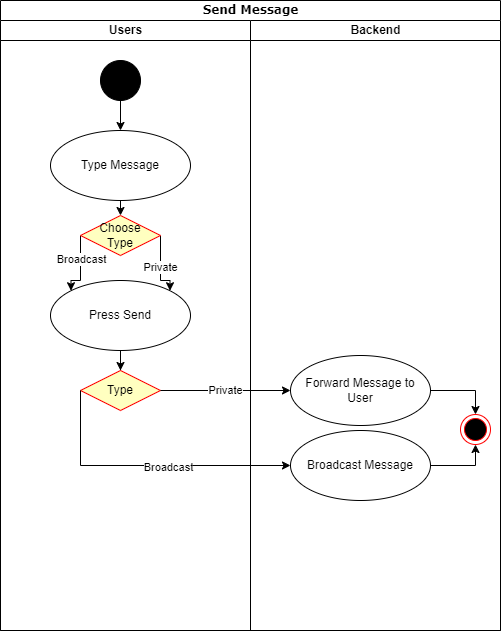 Send Message
Users
Backend
Type Message
Choose
Type
Broadcast
Private
Press Send
Type
Private
Forward Message to
User
Broadcast
Broadcast Message